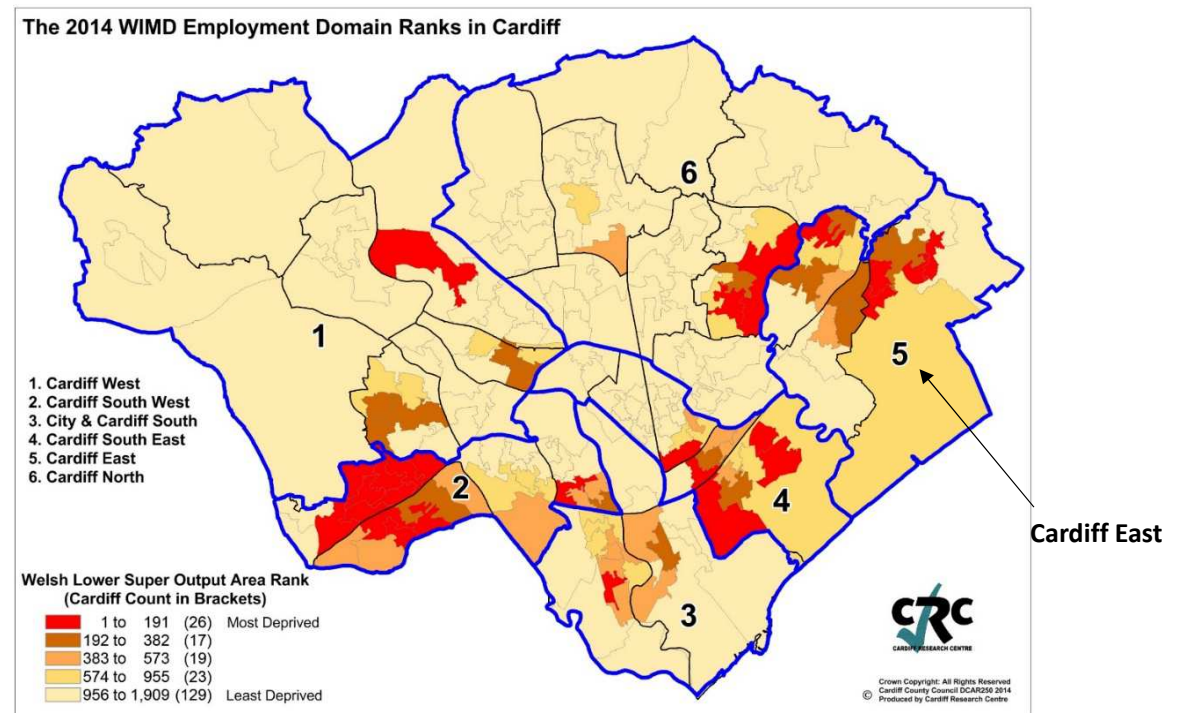 The 2014 WIMD Employment Domain Ranks in Cardiff
6
1
5
1. Cardiff West
2. Cardiff South West
3. City & Cardiff South
4. Cardiff South East
5. Cardiff East
6. Cardiff North
2
4
Cardiff East
Welsh Lower Super Output Area Rank
(Cardiff Count in Brackets)
1 to 191 (26) Most Deprived
192 to 382 (17)
383 to 573 (19)
574 to 955 (23)
956 to 1,909 (129) Least Deprived
3
CRC
CARDIFF RESEARCH CENTRE
Crown Copyright: All Rights Reserved
Cardiff County Council DCAR250 2014
© Produced by Cardiff Research Centre